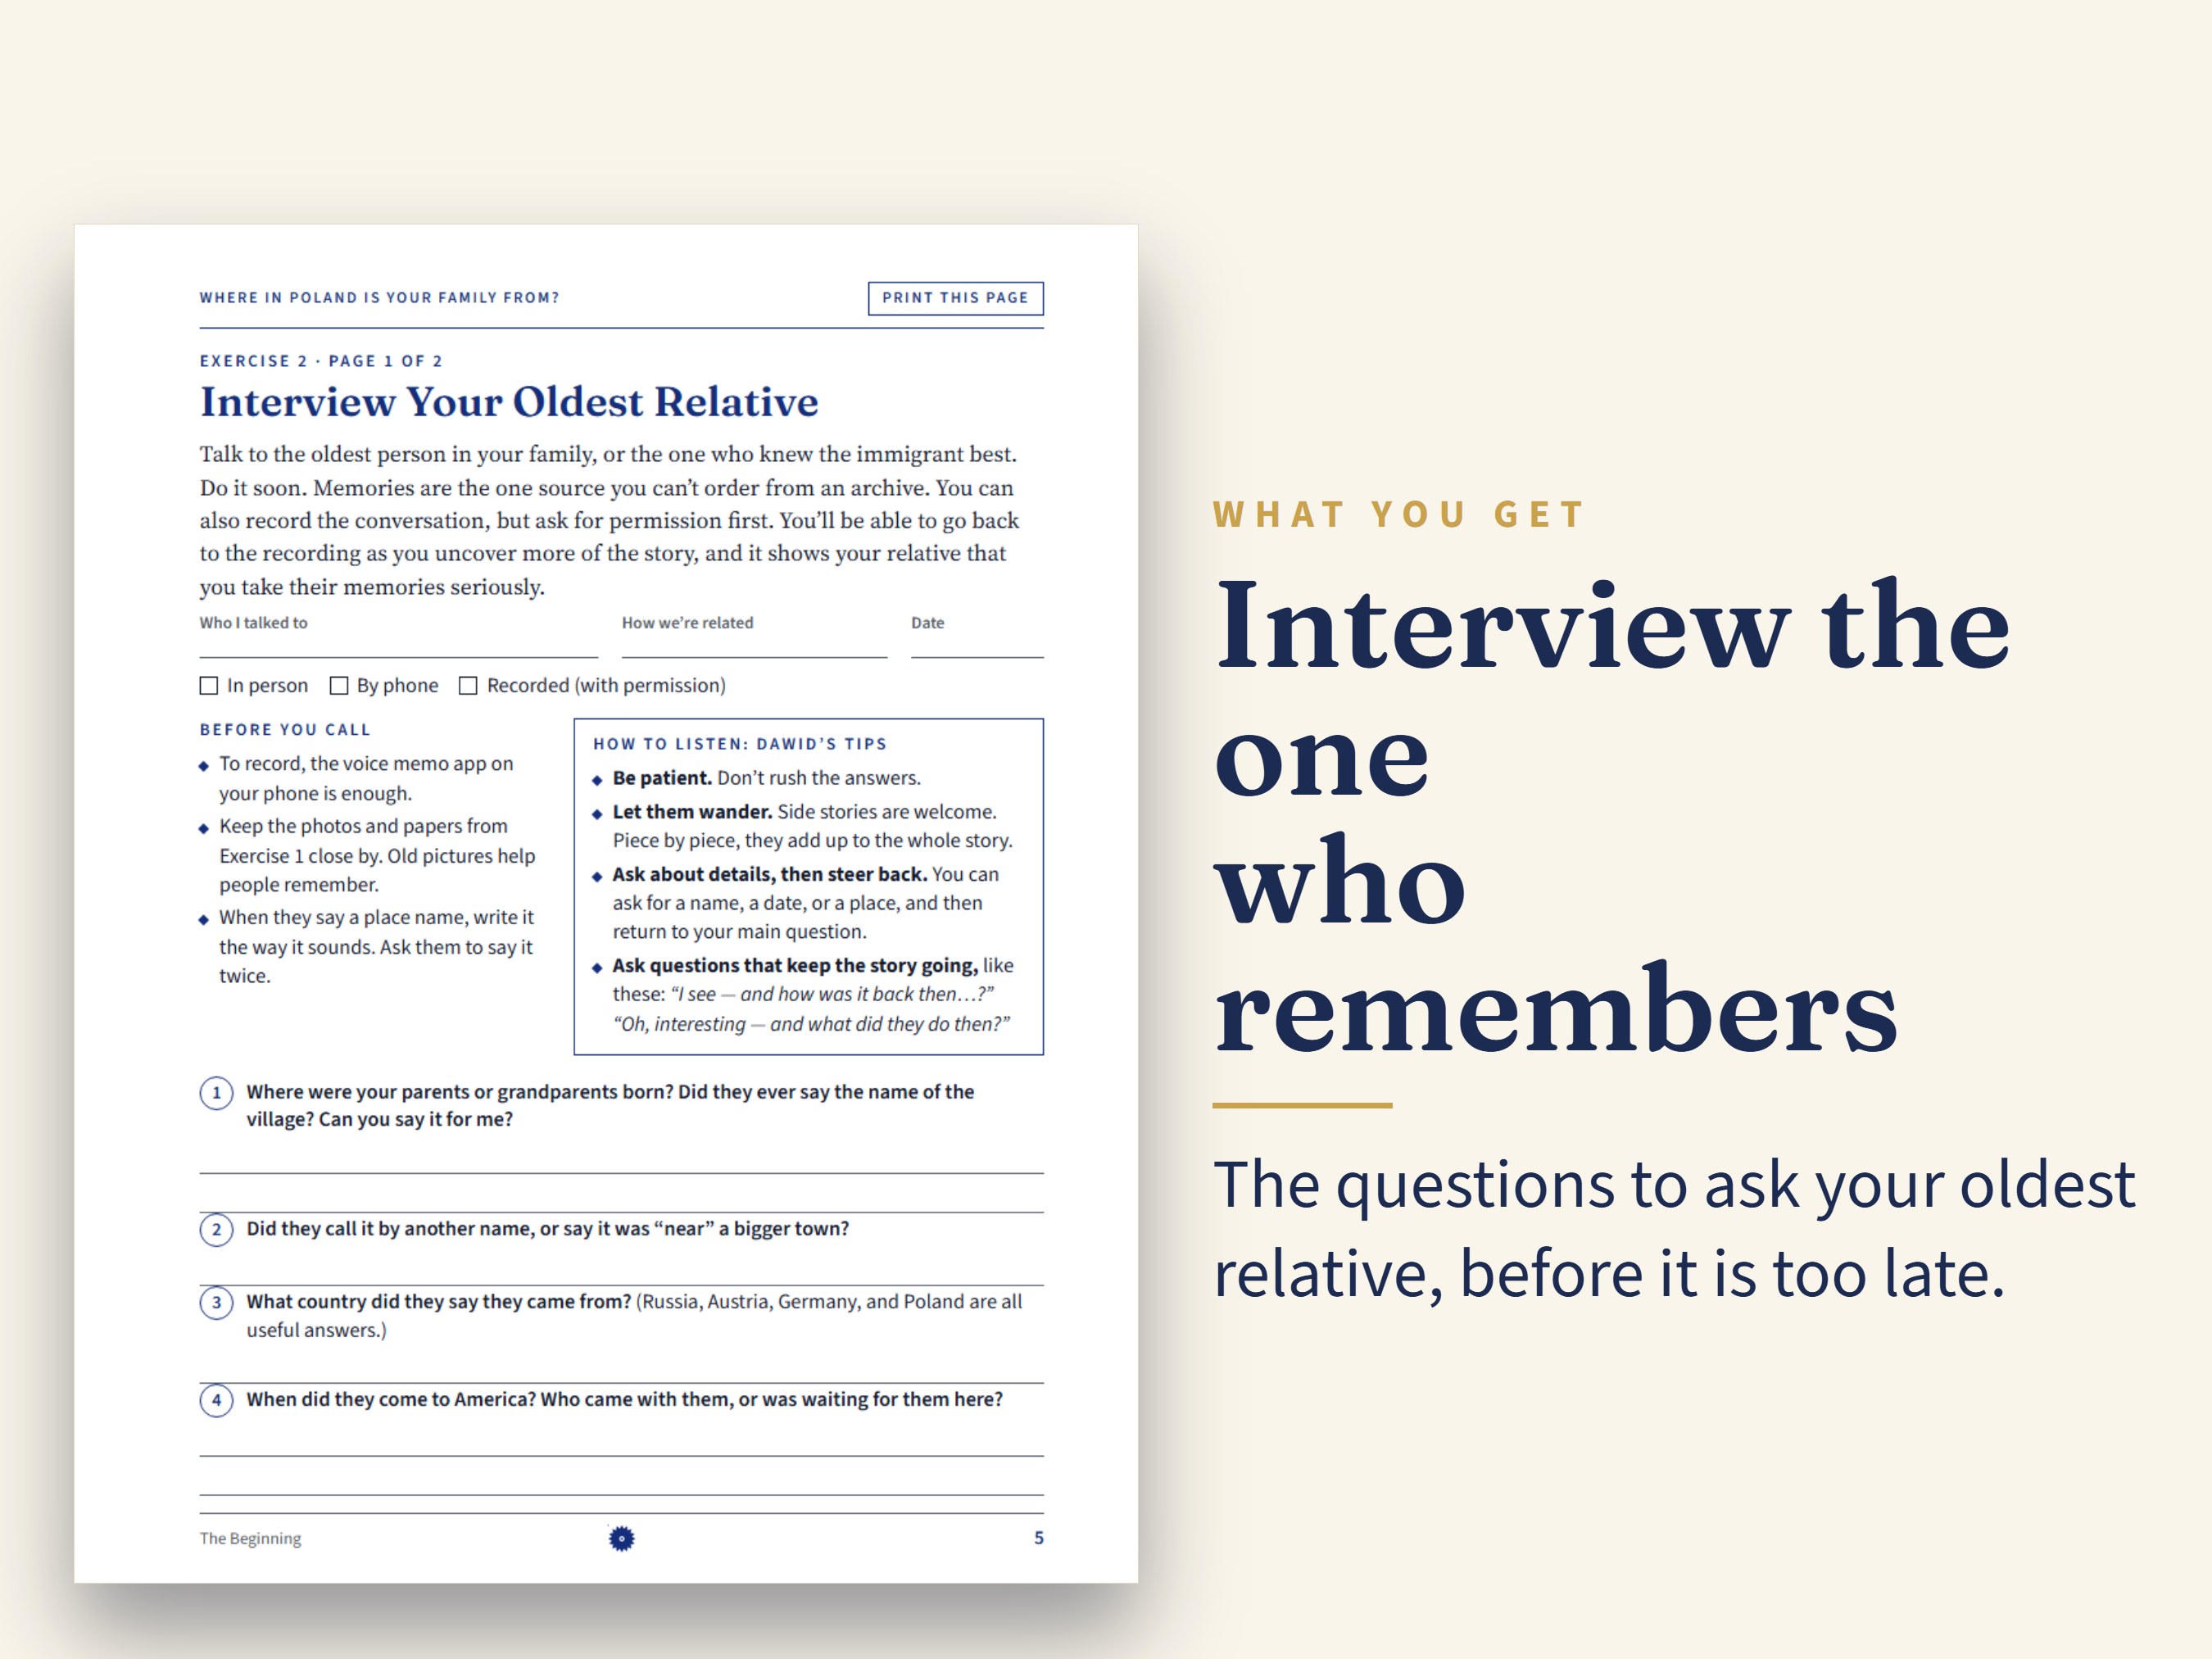 WHERE IN POLAND IS YOUR FAMILY FROM?
PRINT THIS PAGE
EXERCISE 2 · PAGE 1 OF 2
Interview Your Oldest Relative
Talk to the oldest person in your family, or the one who knew the immigrant best.
Do it soon. Memories are the one source you can’t order from an archive. You can
also record the conversation, but ask for permission first. You’ll be able to go back
to the recording as you uncover more of the story, and it shows your relative that
you take their memories seriously.
Who I talked to
How we’re related
Date
In person
By phone
Recorded (with permission)
BEFORE YOU CALL
To record, the voice memo app on
your phone is enough.
Keep the photos and papers from
Exercise 1 close by. Old pictures help
people remember.
When they say a place name, write it
the way it sounds. Ask them to say it
twice.
HOW TO LISTEN: DAWID’S TIPS
Be patient. Don’t rush the answers.
Let them wander. Side stories are welcome.
Piece by piece, they add up to the whole story.
Ask about details, then steer back. You can
ask for a name, a date, or a place, and then
return to your main question.
Ask questions that keep the story going, like
these: “I see — and how was it back then…?”
“Oh, interesting — and what did they do then?”
1 Where were your parents or grandparents born? Did they ever say the name of the
village? Can you say it for me?
2 Did they call it by another name, or say it was “near” a bigger town?
3 What country did they say they came from? (Russia, Austria, Germany, and Poland are all
useful answers.)
4 When did they come to America? Who came with them, or was waiting for them here?
The Beginning
5
WHAT YOU GET
Interview the
one
who
remembers
The questions to ask your oldest
relative, before it is too late.